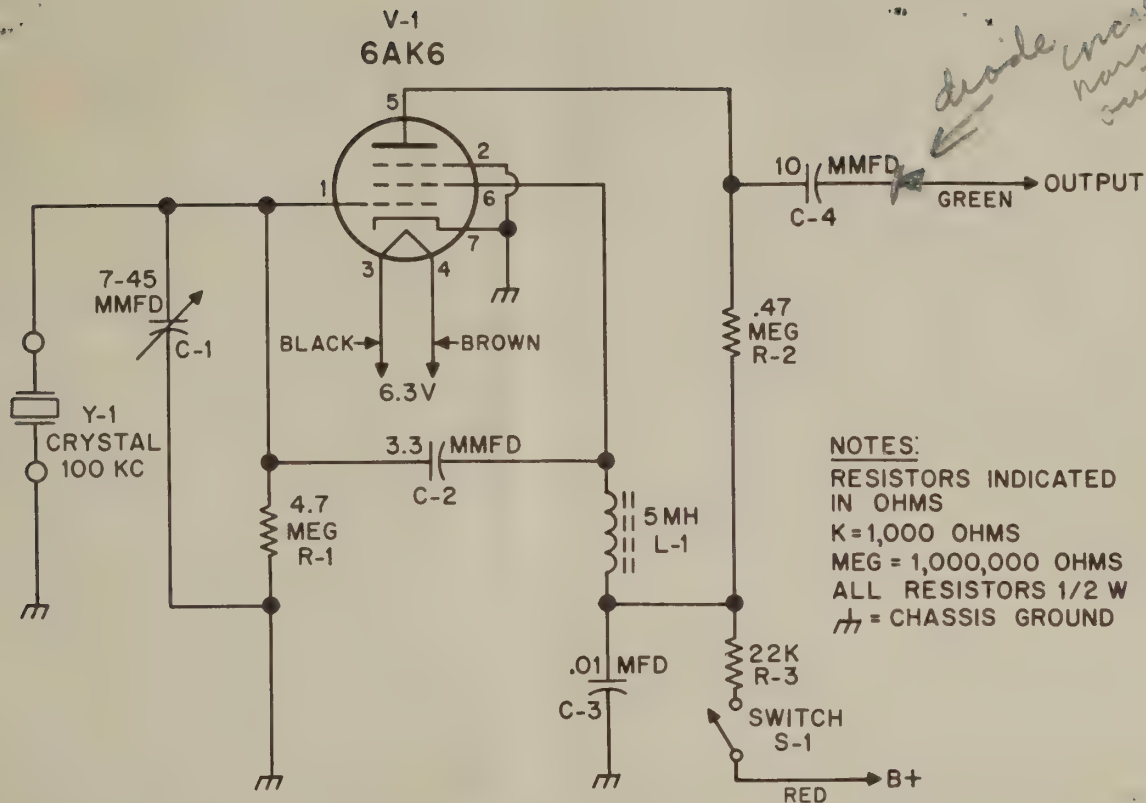 V-1
6AK6
diode
5
2
1
6
7
3
4
10 MMFD
C-4
GREEN
OUTPUT
7-45
MMFD
C-1
BLACK
BROWN
6.3V
.47
MEG
R-2
Y-1
CRYSTAL
100 KC
3.3 MMFD
C-2
4.7
MEG
R-1
5MH
L-1
NOTES:
RESISTORS INDICATED
IN OHMS
K=1,000 OHMS
MEG = 1,000,000 OHMS
ALL RESISTORS 1/2 W
= CHASSIS GROUND
.01 MFD
C-3
22K
R-3
SWITCH
S-1
B+
RED